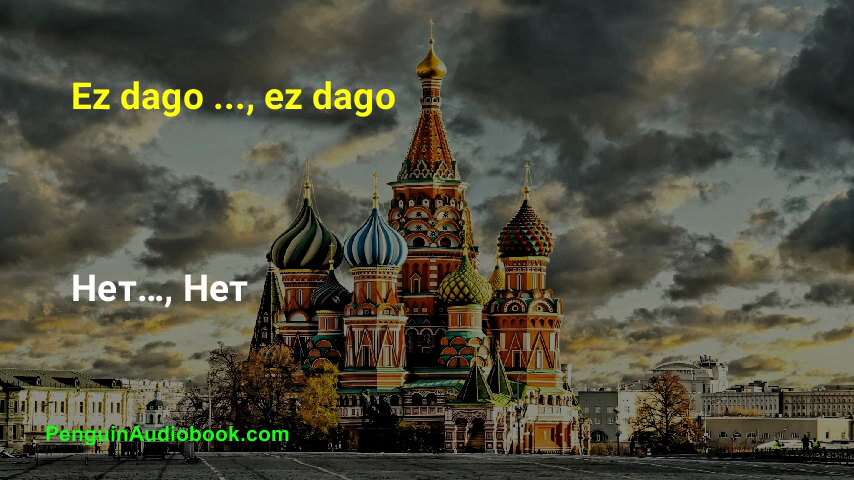 Ez dago ..., ez dago
Нет..., Нет
PenguinAudiobook.com